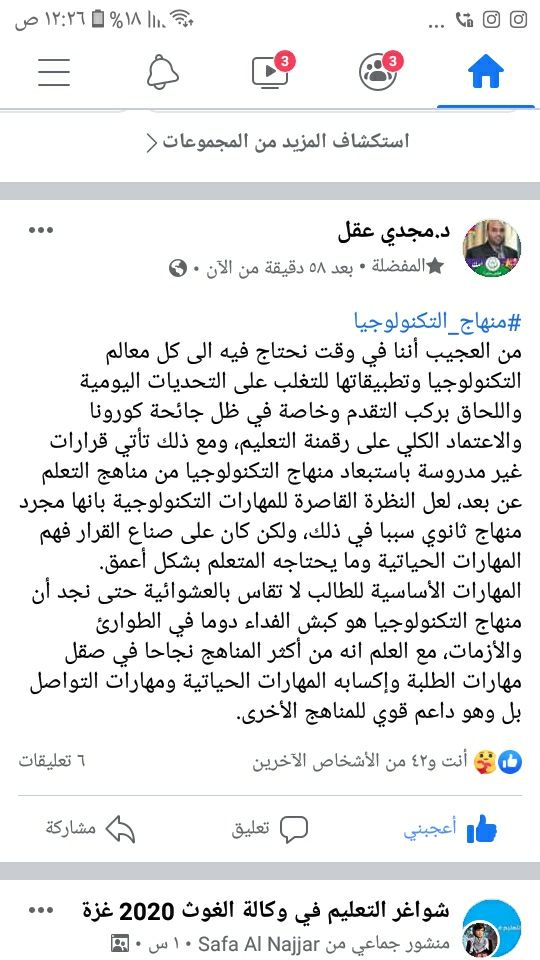 ١٢:٢٦ ص ١٨%
3
3
استكشاف المزيد من المجموعات
د.مجدي عقل
المفضلة • بعد ٥٨ دقيقة من الآن •
#منهاج_التكنولوجيا
من العجيب أننا في وقت نحتاج فيه الى كل معالم
التكنولوجيا وتطبيقاتها للتغلب على التحديات اليومية
واللحاق بركب التقدم وخاصة في ظل جائحة كورونا
والاعتماد الكلي على رقمنة التعليم، ومع ذلك تأتي قرارات
غير مدروسة باستبعاد منهاج التكنولوجيا من مناهج التعلم
عن بعد، لعل النظرة القاصرة للمهارات التكنولوجية بانها مجرد
منهاج ثانوي سببا في ذلك، ولكن كان على صناع القرار فهم
المهارات الحياتية وما يحتاجه المتعلم بشكل أعمق.
المهارات الأساسية للطالب لا تقاس بالعشوائية حتى نجد أن
منهاج التكنولوجيا هو كبش الفداء دوما في الطوارئ
والأزمات، مع العلم انه من أكثر المناهج نجاحا في صقل
مهارات الطلبة وإكسابه المهارات الحياتية ومهارات التواصل
بل وهو داعم قوي للمناهج الأخرى.
أنت و٤٢ من الأشخاص الآخرين
٦ تعليقات
أعجبني
تعليق
مشاركة
شواغر التعليم في وكالة الغوث 2020 غزة
منشور جماعي من Safa Al Najjar • ١٠ س •